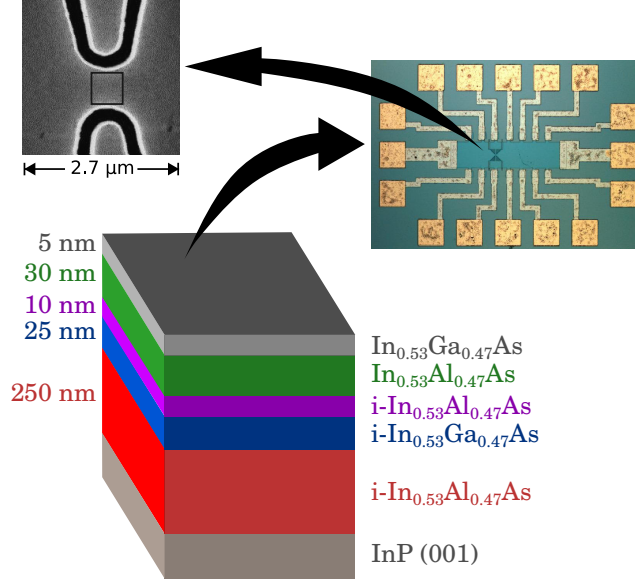 2.7 μm
5 nm
30 nm
10 nm
25 nm
250 nm
In₀.₅₃Ga₀.₄₇As
In₀.₅₃Al₀.₄₇As
i-In₀.₅₃Al₀.₄₇As
i-In₀.₅₃Ga₀.₄₇As
i-In₀.₅₃Al₀.₄₇As
InP (001)